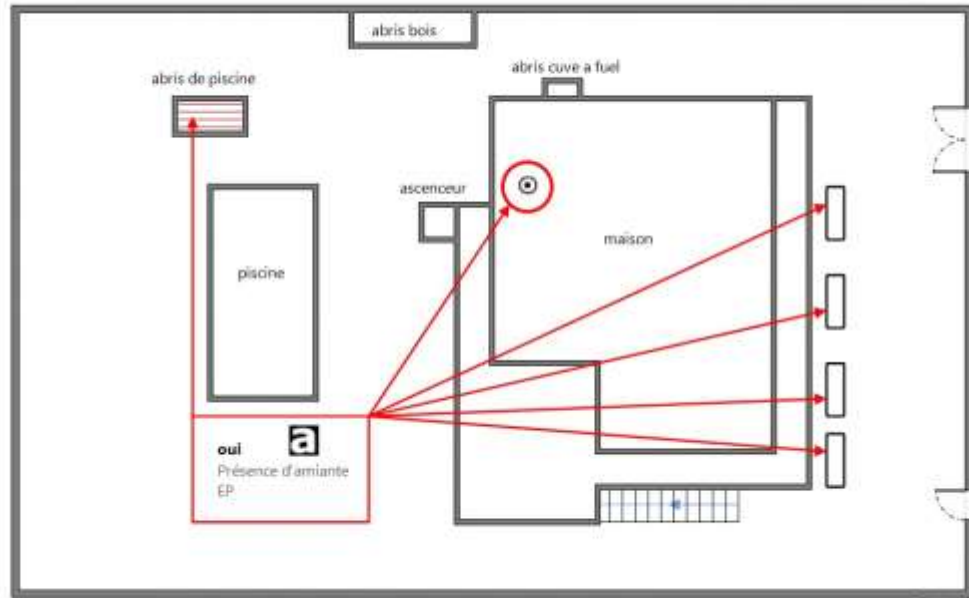 abris bois
abris de piscine
abris cuve a fuel
ascenceur
maison
piscine
a
oui
Présence d'amiante
EP